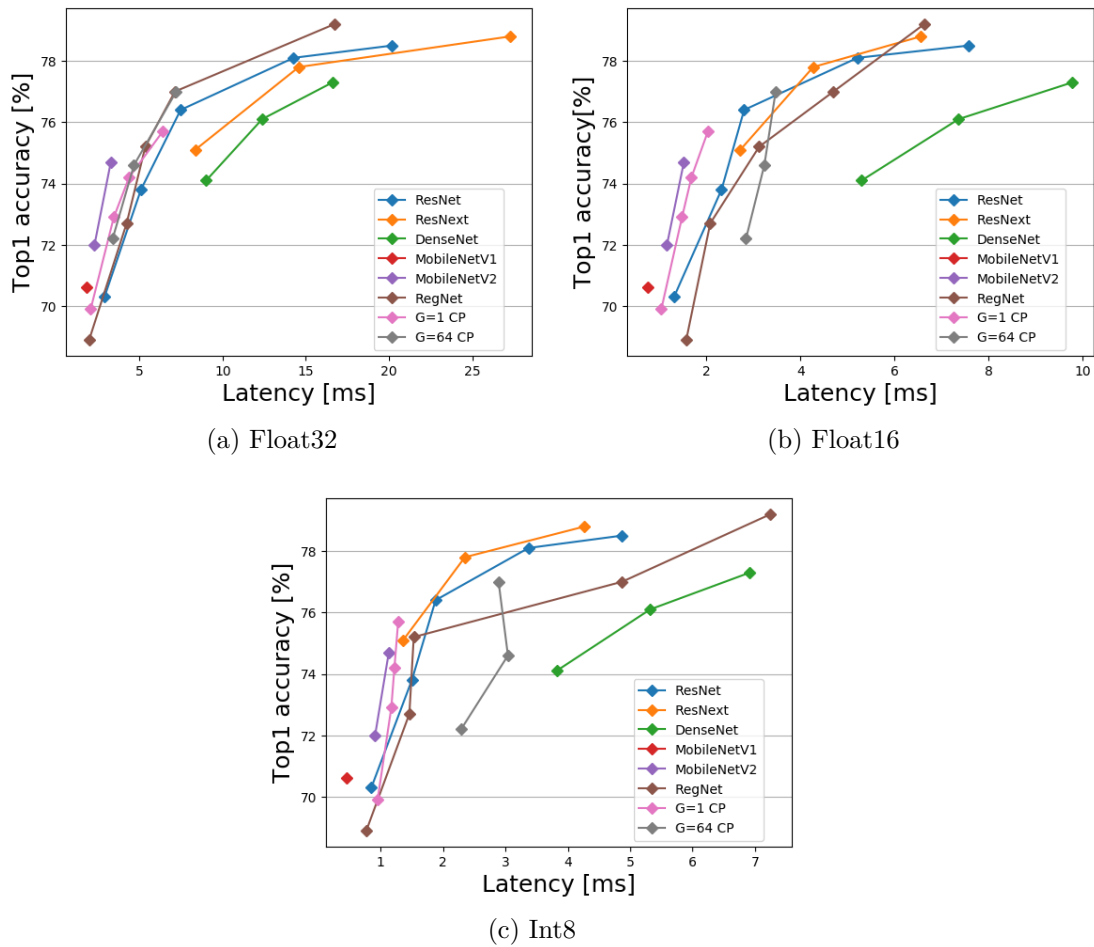 Top1 accuracy [%]
78
76
74
72
70
5
10
15
20
25
Latency [ms]
ResNet
ResNext
DenseNet
MobileNetV1
MobileNetV2
RegNet
G=1 CP
G=64 CP
(a) Float32
Top1 accuracy[%]
78
76
74
72
70
2
4
6
8
10
Latency [ms]
ResNet
ResNext
DenseNet
MobileNetV1
MobileNetV2
RegNet
G=1 CP
G=64 CP
(b) Float16
Top1 accuracy [%]
78
76
74
72
70
1
2
3
4
5
6
7
Latency [ms]
ResNet
ResNext
DenseNet
MobileNetV1
MobileNetV2
RegNet
G=1 CP
G=64 CP
(c) Int8